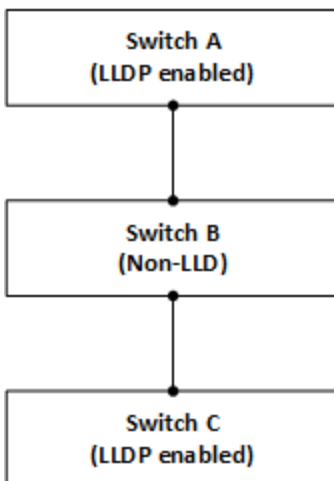 Switch A
(LLDP enabled)
Switch B
(Non-LLD)
Switch C
(LLDP enabled)